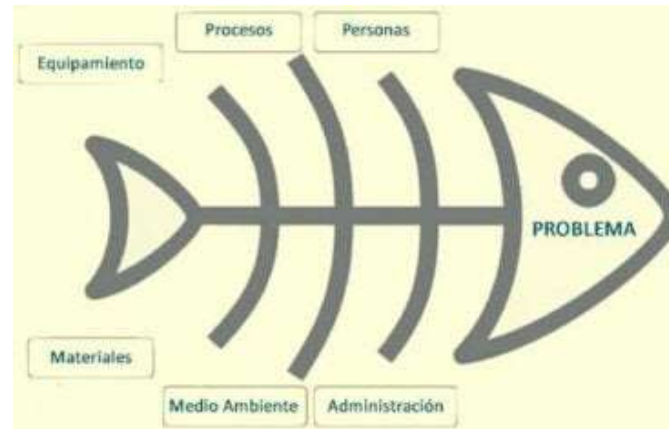 Procesos
Personas
Equipamiento
PROBLEMA
Materiales
Medio Ambiente
Administración